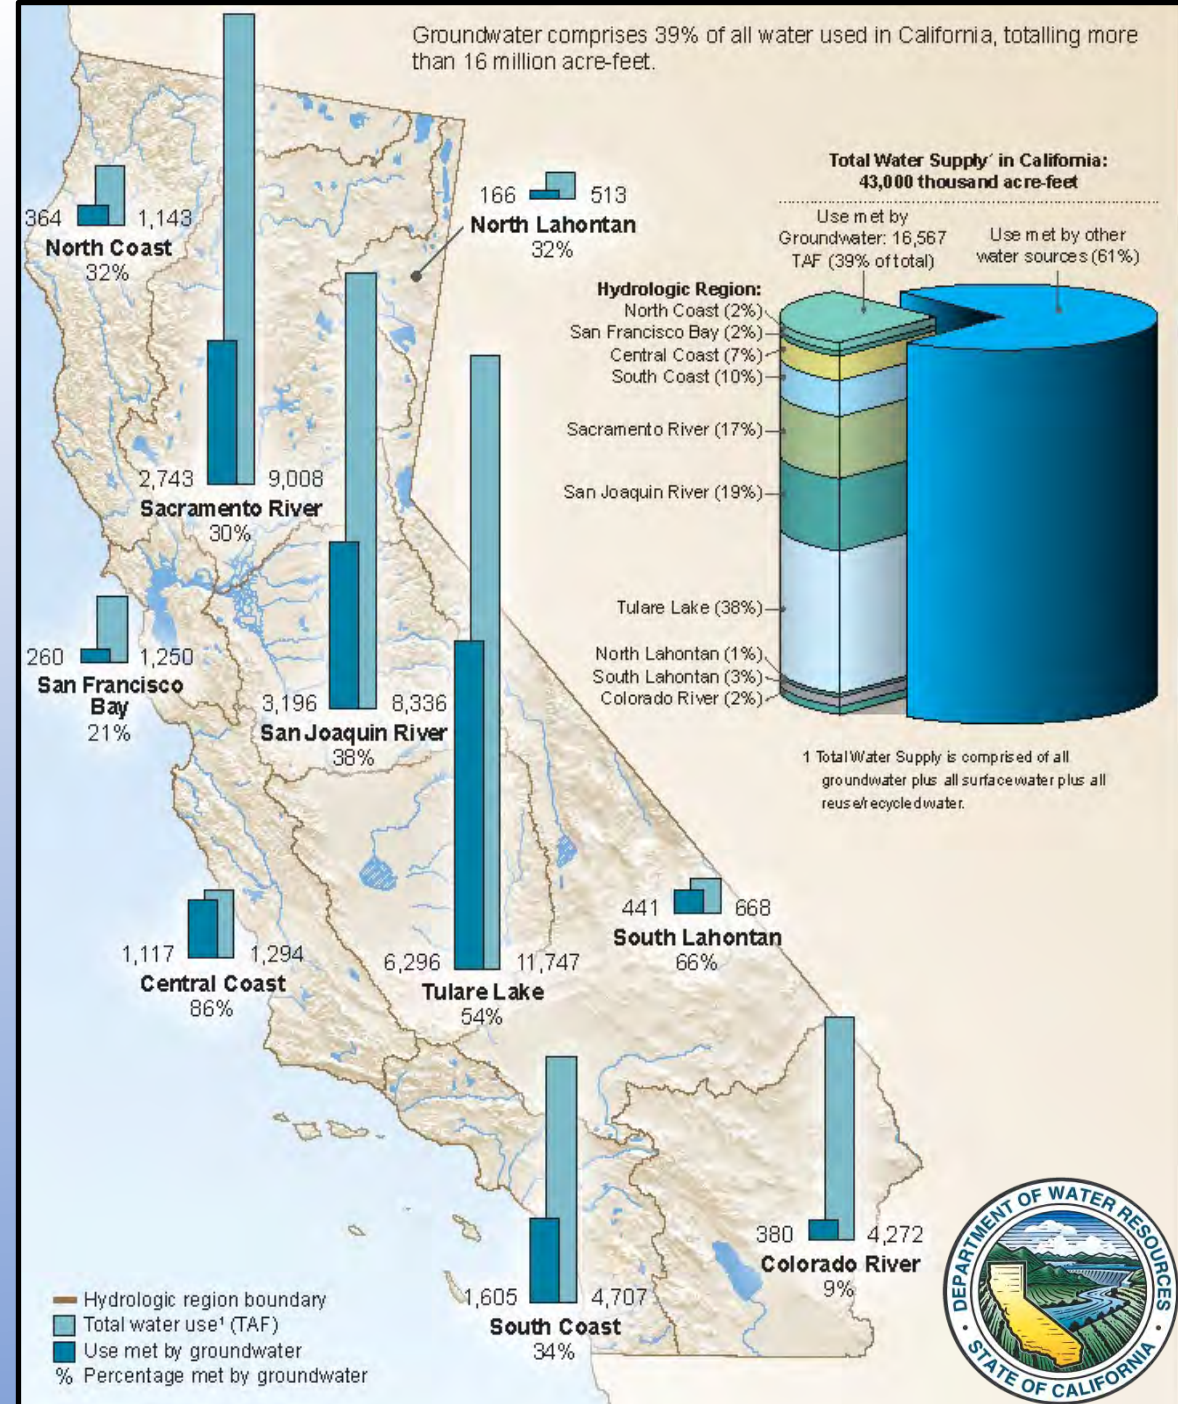 Groundwater comprises 39% of all water used in California, totalling more
than 16 million acre-feet.
Total Water Supply¹ in California:
43,000 thousand acre-feet
Use met by
Groundwater: 16,567
TAF (39% of total)
Use met by other
water sources (61%)
Hydrologic Region:
North Coast (2%)
San Francisco Bay (2%)
Central Coast (7%)
South Coast (10%)
Sacramento River (17%)
San Joaquin River (19%)
Tulare Lake (38%)
North Lahontan (1%)
South Lahontan (3%)
Colorado River (2%)
1 Total Water Supply is comprised of all
groundwater plus all surface water plus all
reuse/recycled water.
364 1,143
North Coast
32%
166 513
North Lahontan
32%
2,743 9,008
Sacramento River
30%
260 1,250
San Francisco
Bay
21%
3,196 8,336
San Joaquin River
38%
1,117 1,294
Central Coast
86%
6,296 11,747
Tulare Lake
54%
441 668
South Lahontan
66%
1,605 4,707
South Coast
34%
380 4,272
Colorado River
9%
Hydrologic region boundary
Total water use¹ (TAF)
Use met by groundwater
% Percentage met by groundwater
DEPARTMENT OF WATER RESOURCES
STATE OF CALIFORNIA